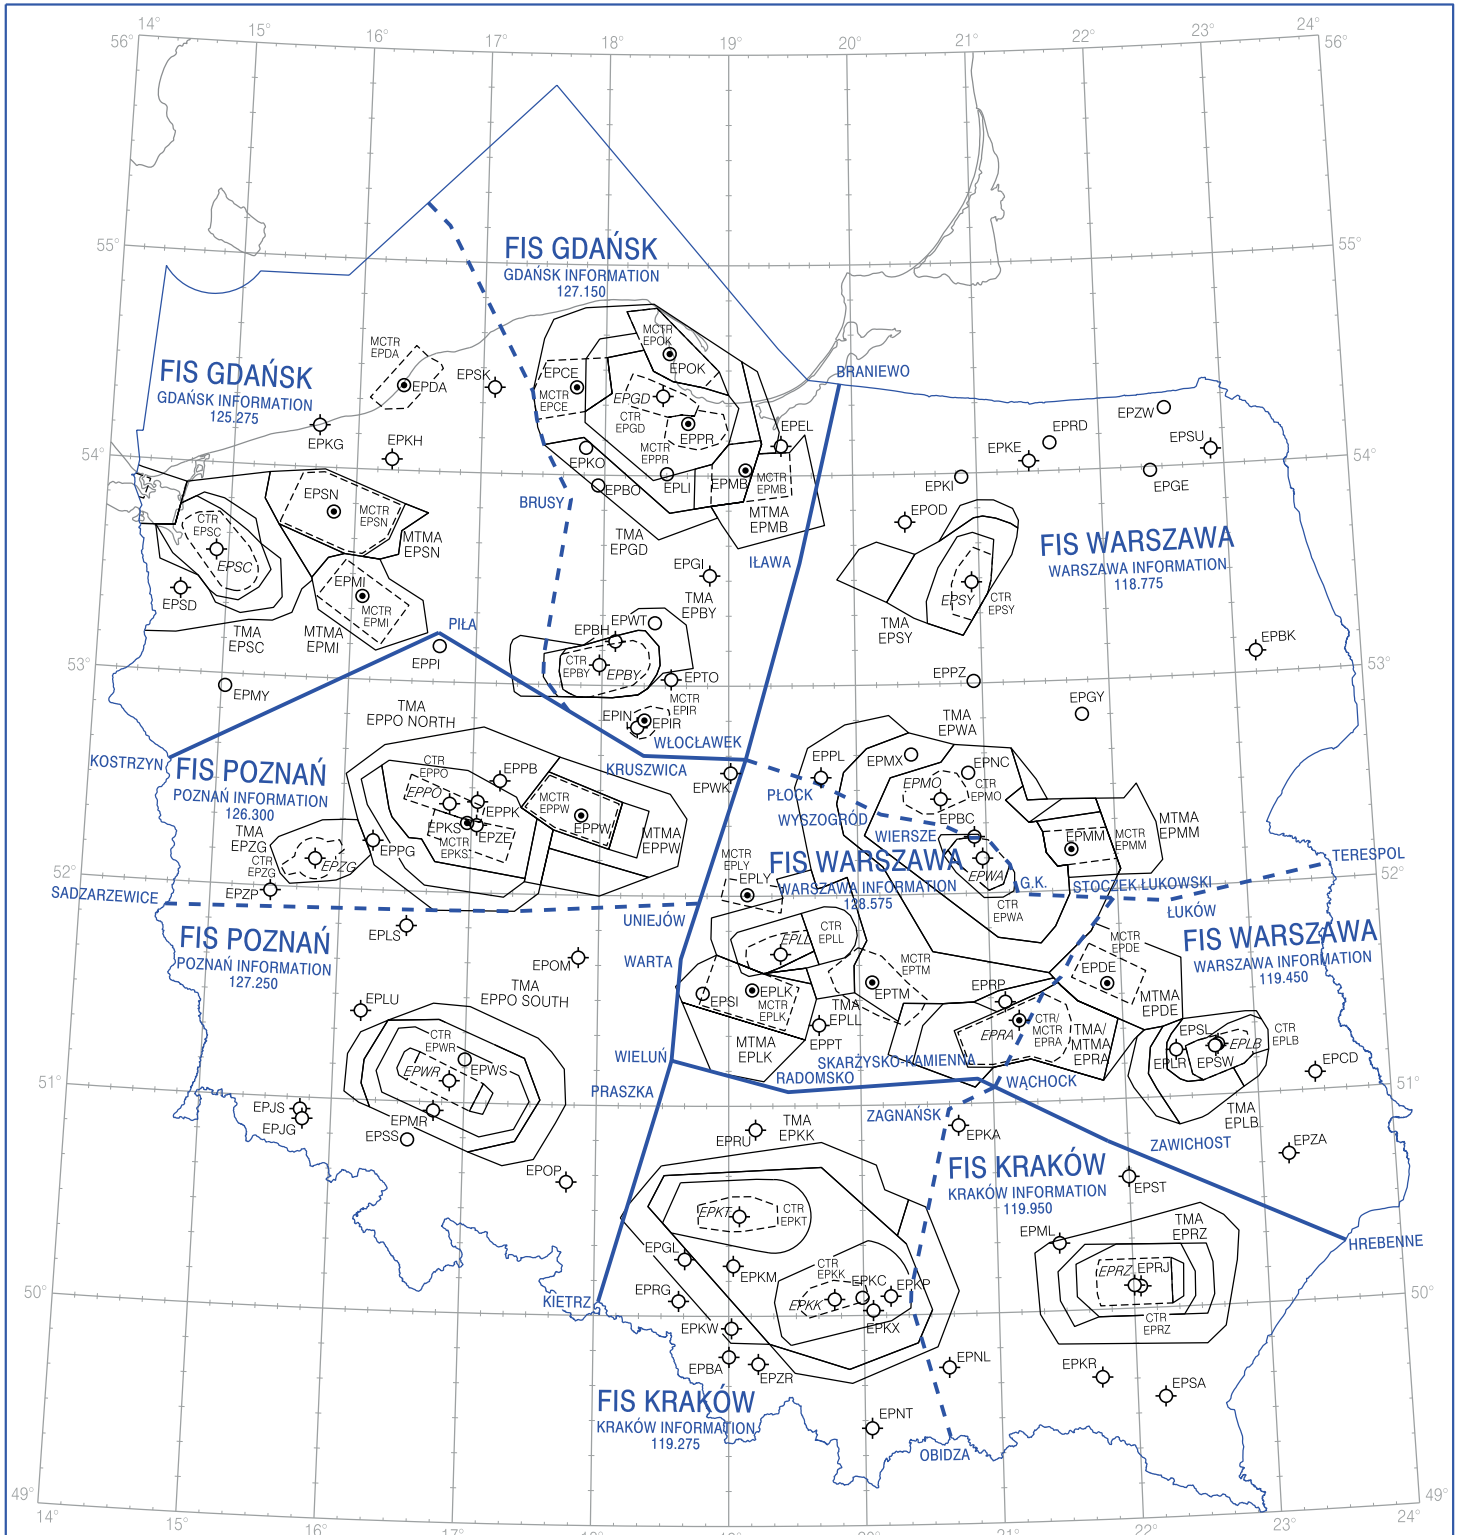 14°
15°
16°
17°
18°
19°
20°
21°
22°
23°
24°
56°
56°
55°
55°
FIS GDAŃSK
GDAŃSK INFORMATION
127.150
FIS GDAŃSK
GDAŃSK INFORMATION
125.275
MCTR
EPDA
EPDA
EPSK
EPKG
EPKH
MCTR
EPOK
EPOK
EPCE
MCTR
EPCE
EPGD
CTR
EPGD
EPPR
MCTR
EPPR
EPKO
EPBO
EPLI
EPMB
EPEL
MCTR
EPMB
MTMA
EPMB
TMA
EPGD
BRANIEWO
BRUSY
IŁAWA
EPZW
EPRD
EPKE
EPSU
EPKI
EPGE
EPOD
54°
54°
CTR
EPSC
EPSC
EPSN
MCTR
EPSN
MTMA
EPSN
EPSD
EPMI
MCTR
EPMI
TMA
EPSC
MTMA
EPMI
FIS WARSZAWA
WARSZAWA INFORMATION
118.775
EPSY
CTR
EPSY
TMA
EPSY
EPGI
TMA
EPBY
EPWT
EPBH
CTR
EPBY
EPBY
EPTO
MCTR
EPIR
EPIN
EPIR
PIŁA
EPPI
EPMY
EPBK
EPPZ
EPGY
53°
53°
TMA
EPPO NORTH
WŁOCŁAWEK
KRUSZWICA
KOSTRZYN
FIS POZNAŃ
POZNAŃ INFORMATION
126.300
CTR
EPPO
EPPO
EPPB
EPPK
EPKS
EPZE
MCTR
EPKS
MCTR
EPPW
EPPW
MTMA
EPPW
EPWK
TMA
EPZG
CTR
EPZG
EPZG
EPPG
EPZP
TMA
EPWA
EPPL
EPMX
EPNC
EPMO
CTR
EPMO
EPBC
PŁOCK
WYSZOGRÓD
WIERSZE
EPWA
CTR
EPWA
G.K.
EPMM
MCTR
EPMM
MTMA
EPMM
FIS WARSZAWA
WARSZAWA INFORMATION
128.575
STOCZEK ŁUKOWSKI
ŁUKÓW
TERESPOL
52°
52°
SADZARZEWICE
FIS POZNAŃ
POZNAŃ INFORMATION
127.250
EPLS
EPOM
UNIEJÓW
WARTA
MCTR
EPLY
EPLY
EPLL
CTR
EPLL
EPSI
EPLK
MCTR
EPLK
MTMA
EPLK
TMA
EPLL
EPPT
MCTR
EPTM
EPTM
EPRP
EPRA
CTR/
MCTR
EPRA
TMA/
MTMA
EPRA
MCTR
EPDE
EPDE
MTMA
EPDE
FIS WARSZAWA
WARSZAWA INFORMATION
119.450
EPSL
EPLR
EPSW
EPLB
CTR
EPLB
TMA
EPLB
EPCD
TMA
EPPO SOUTH
EPLU
CTR
EPWR
EPWR
EPWS
EPMR
EPSS
EPJS
EPJG
EPOP
WIELUŃ
PRASZKA
RADOMSKO
SKARŻYSKO-KAMIENNA
WĄCHOCK
ZAGNAŃSK
ZAWICHOST
51°
51°
EPRU
TMA
EPKK
EPKA
EPZA
FIS KRAKÓW
KRAKÓW INFORMATION
119.950
EPST
EPKT
CTR
EPKT
EPGL
EPKM
EPRG
EPKW
EPBA
EPZR
CTR
EPKK
EPKK
EPKC
EPKP
EPKX
EPML
TMA
EPRZ
EPRZ
EPRJ
CTR
EPRZ
HREBENNE
KIETRZ
50°
50°
EPNL
EPKR
EPSA
EPNT
FIS KRAKÓW
KRAKÓW INFORMATION
119.275
OBIDZA
49°
49°
14°
15°
16°
17°
18°
19°
20°
21°
22°
23°
24°